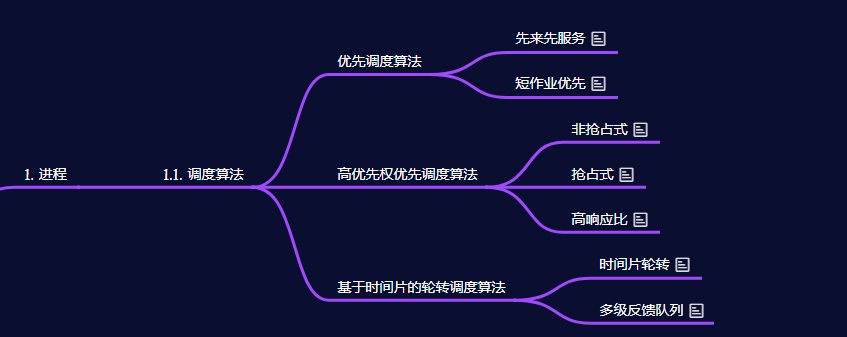 先来先服务
优先调度算法
短作业优先
非抢占式
1. 进程
1.1. 调度算法
高优先权优先调度算法
抢占式
高响应比
时间片轮转
基于时间片的轮转调度算法
多级反馈队列